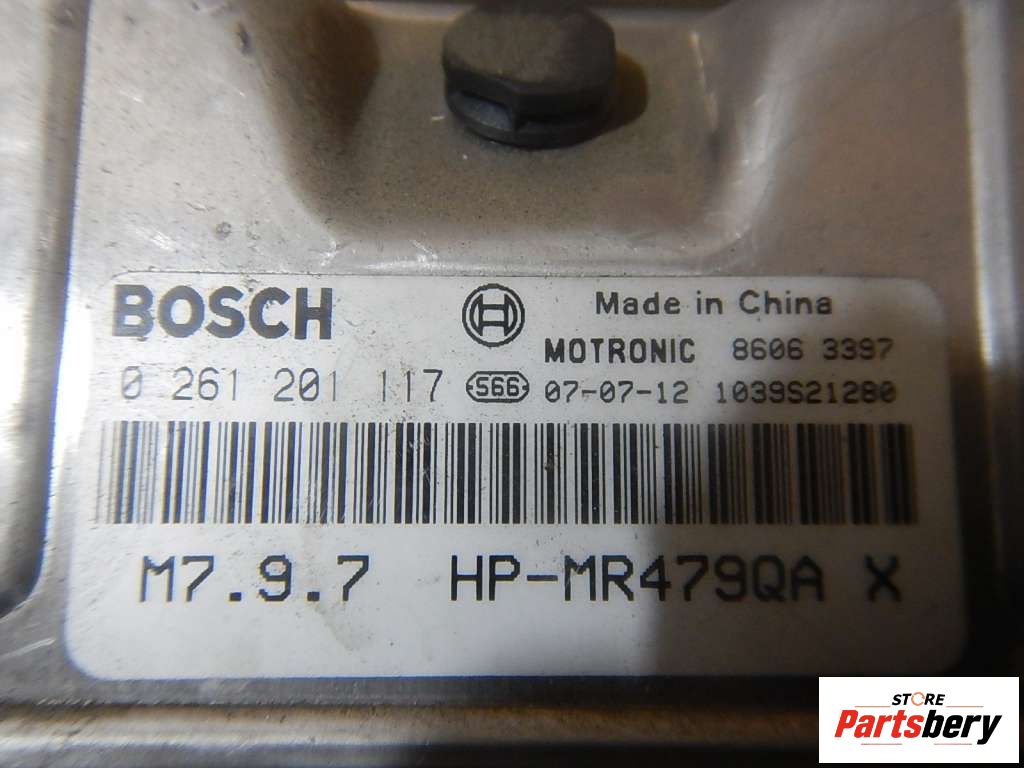 BOSCH Made in China
MOTRONIC 8606 3397
0 261 201 117 S66 07-07-12 1039S21280
M7.9.7 HP-MR479QA X
STORE
Partsbery